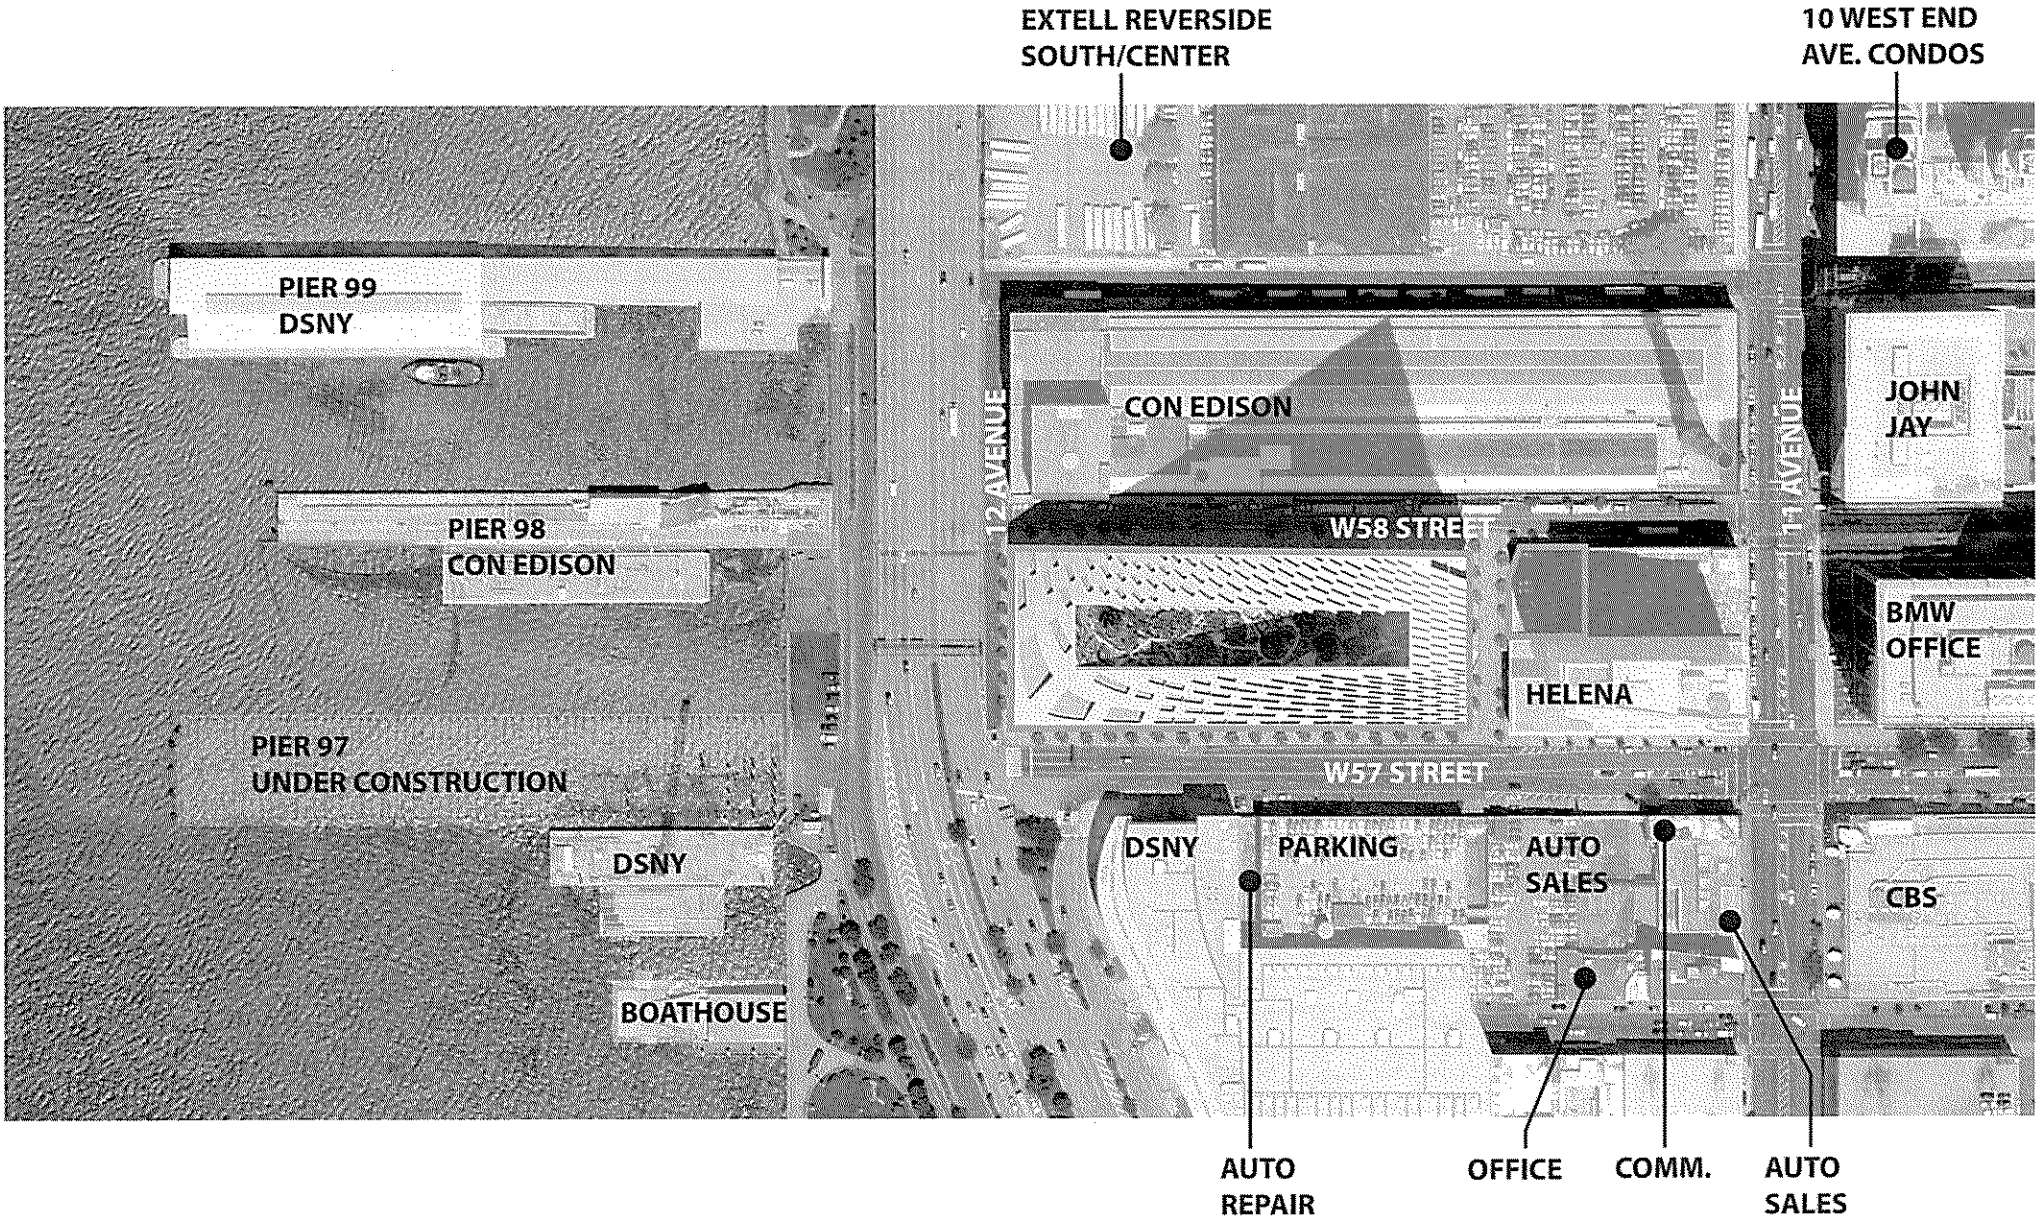 EXTELL REVERSIDE
SOUTH/CENTER
10 WEST END
AVE. CONDOS
PIER 99
DSNY
12 AVENUE
CON EDISON
11 AVENUE
JOHN
JAY
PIER 98
CON EDISON
W58 STREET
BMW
OFFICE
HELENA
PIER 97
UNDER CONSTRUCTION
W57 STREET
DSNY
DSNY
PARKING
AUTO
SALES
CBS
BOATHOUSE
AUTO
REPAIR
OFFICE
COMM.
AUTO
SALES